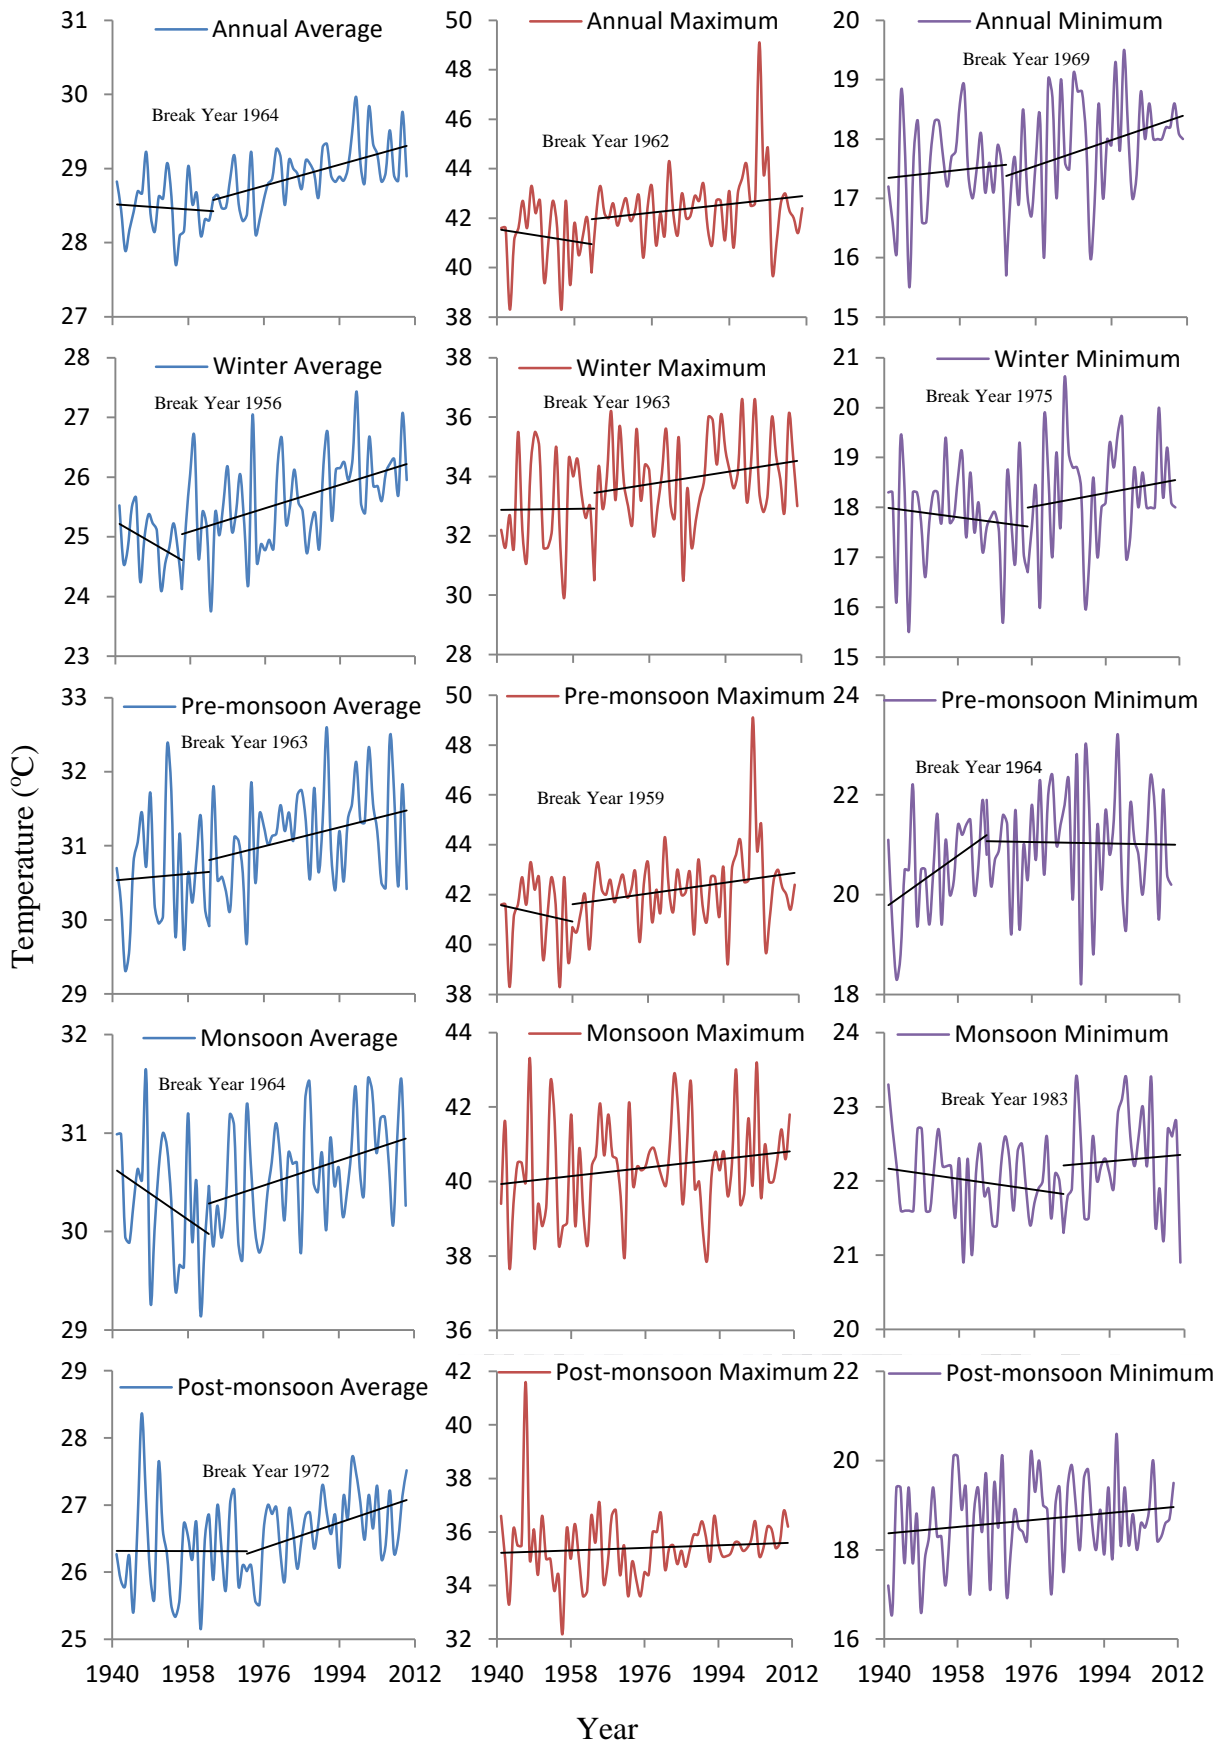 Annual Average
Break Year 1964
31
30
29
28
27
Annual Maximum
Break Year 1962
50
48
46
44
42
40
38
Annual Minimum
Break Year 1969
20
19
18
17
16
15
Winter Average
Break Year 1956
28
27
26
25
24
23
Winter Maximum
Break Year 1963
38
36
34
32
30
28
Winter Minimum
Break Year 1975
21
20
19
18
17
16
15
Pre-monsoon Average
Break Year 1963
33
32
31
30
29
Pre-monsoon Maximum
Break Year 1959
50
48
46
44
42
40
38
Pre-monsoon Minimum
Break Year 1964
24
22
20
18
Temperature (ºC)
Monsoon Average
Break Year 1964
32
31
30
29
Monsoon Maximum
44
42
40
38
36
Monsoon Minimum
Break Year 1983
24
23
22
21
20
Post-monsoon Average
Break Year 1972
29
28
27
26
25
1940 1958 1976 1994 2012
Post-monsoon Maximum
42
40
38
36
34
32
1940 1958 1976 1994 2012
Post-monsoon Minimum
22
20
18
16
1940 1958 1976 1994 2012
Year